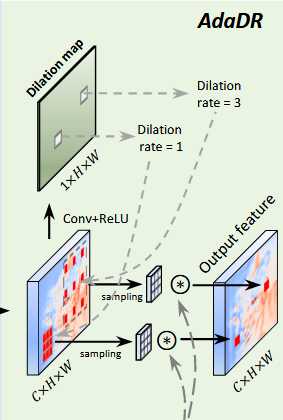 AdaDR
Dilation map
Dilation
rate = 3
Dilation
rate = 1
1×H×W
Conv+ReLU
Output feature
sampling
sampling
C×H×W
C×H×W